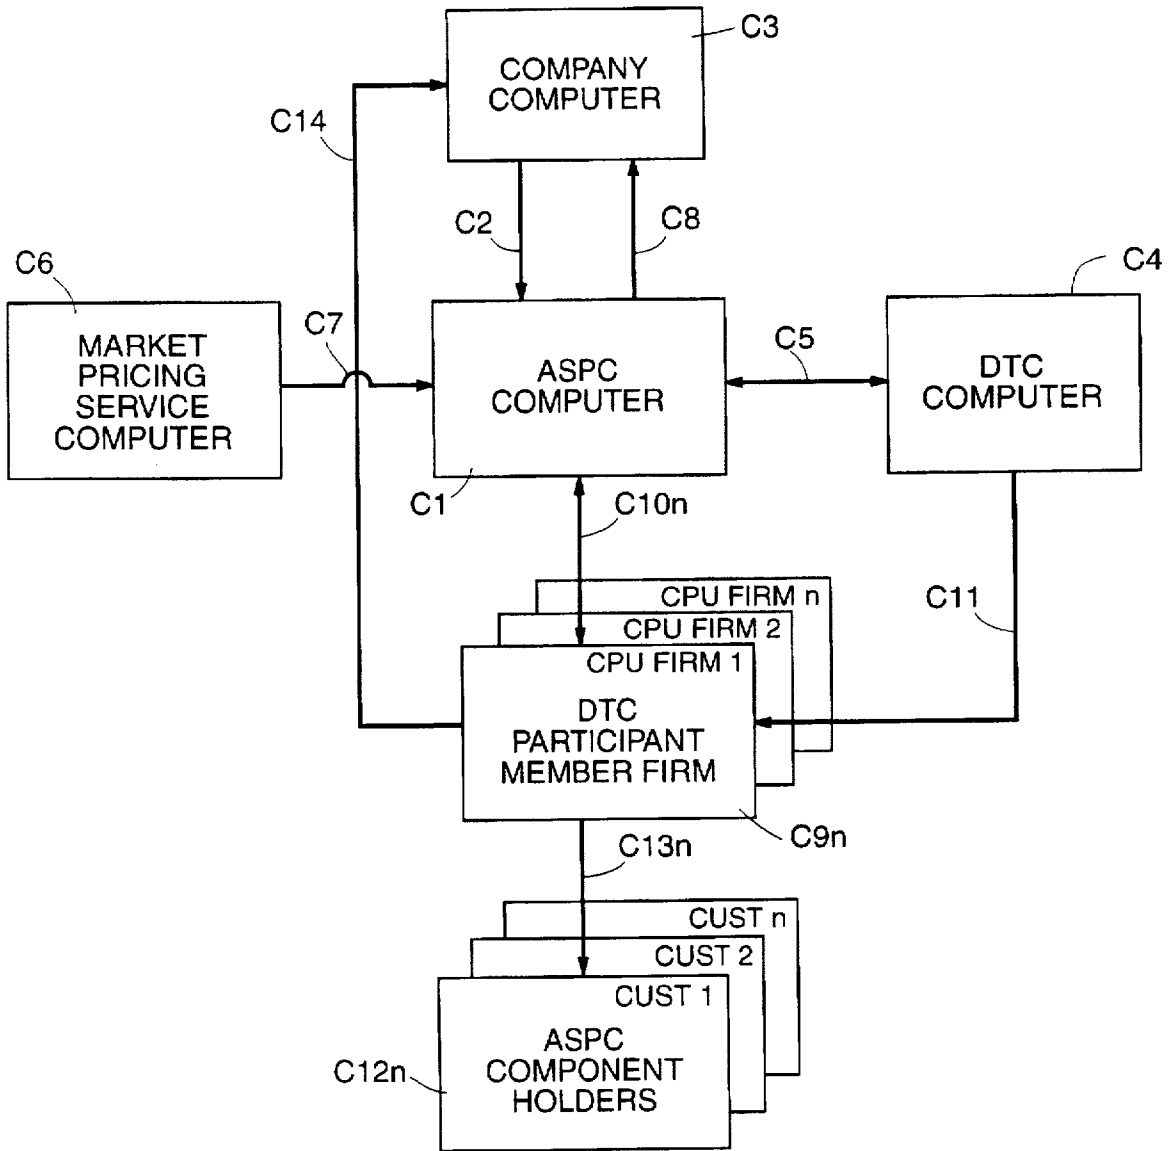 C3
COMPANY
COMPUTER
C14
C2
C8
C6
C4
MARKET
PRICING
SERVICE
COMPUTER
C7
ASPC
COMPUTER
C5
DTC
COMPUTER
C1
C10n
C11
CPU FIRM n
CPU FIRM 2
CPU FIRM 1
DTC
PARTICIPANT
MEMBER FIRM
C9n
C13n
CUST n
CUST 2
CUST 1
ASPC
COMPONENT
HOLDERS
C12n